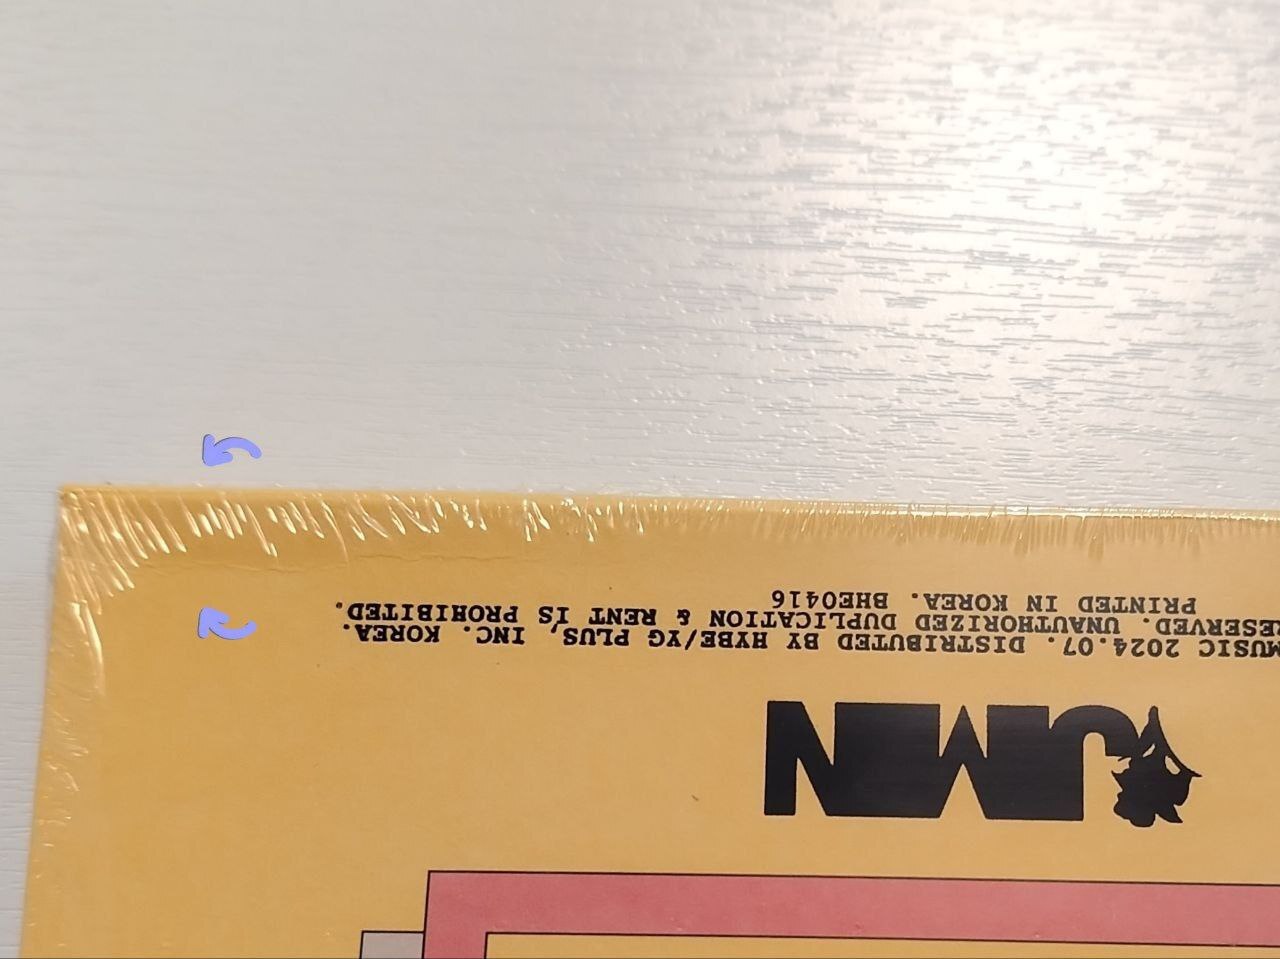 JIMIN
MUSIC 2024.07. DISTRIBUTED BY HYBE/YG PLUS, INC. KOREA.
RESERVED. UNAUTHORIZED DUPLICATION & RENT IS PROHIBITED.
PRINTED IN KOREA. BHE0416